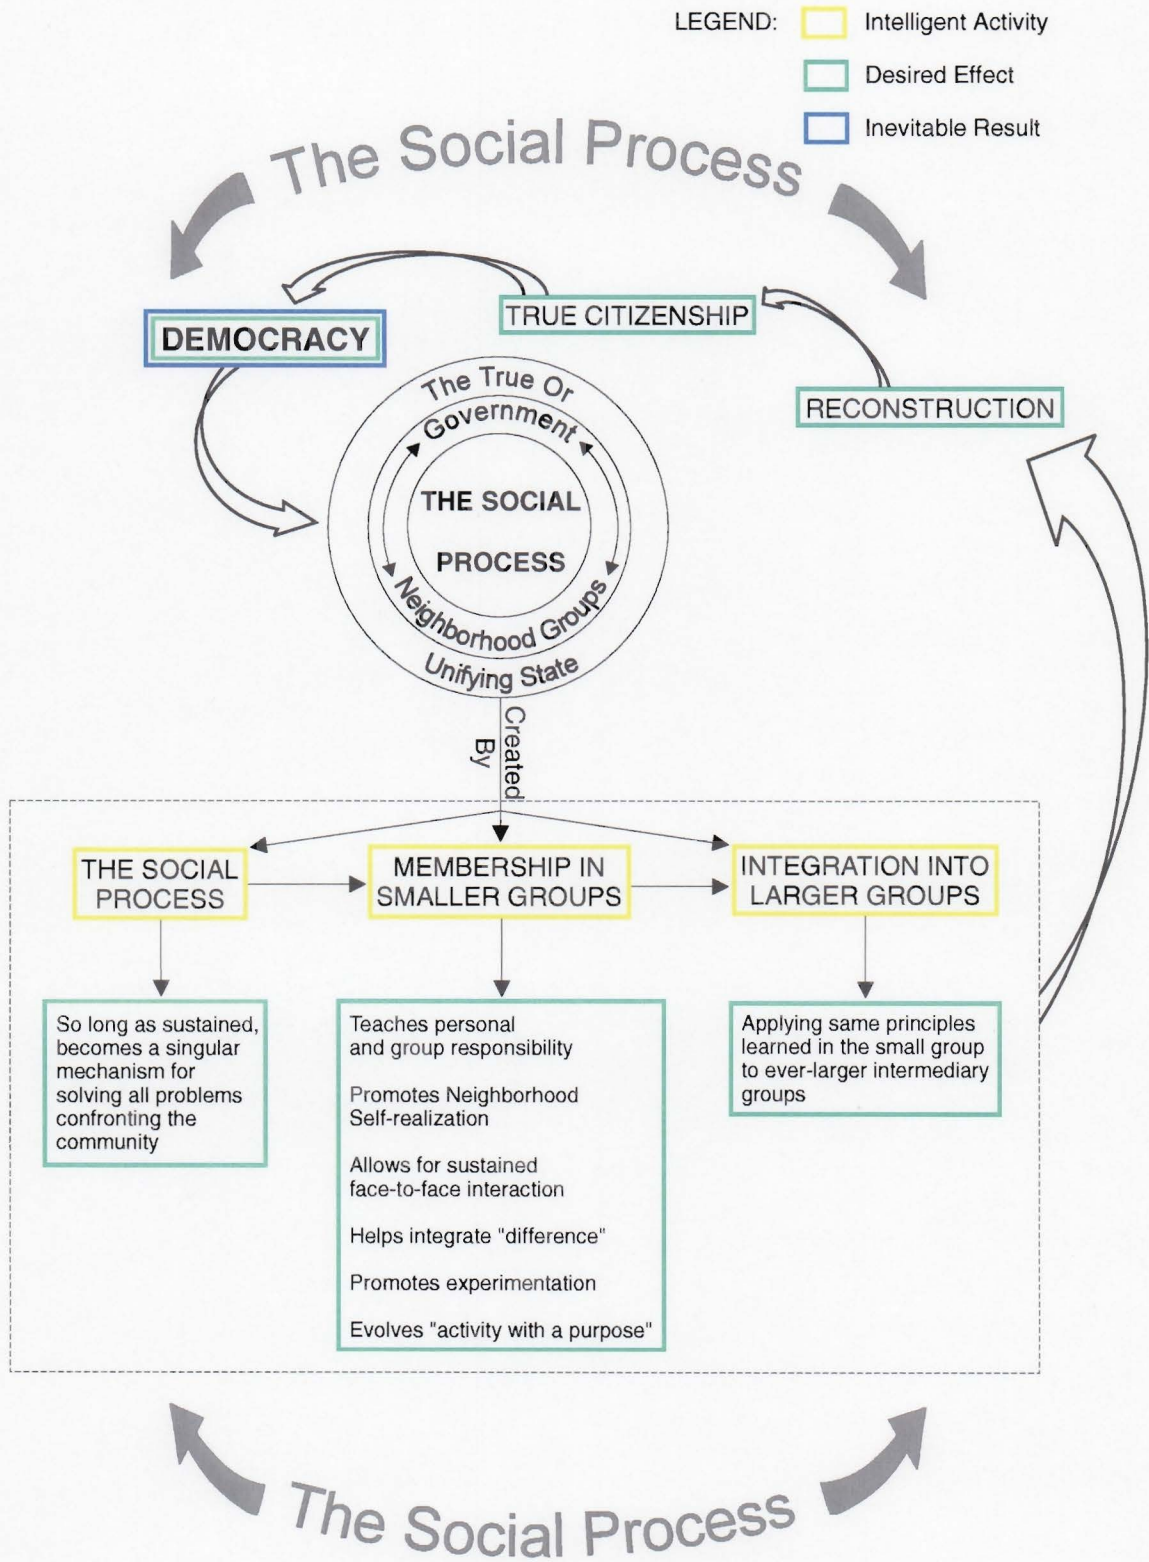 LEGEND:
Intelligent Activity
Desired Effect
Inevitable Result
The Social Process
DEMOCRACY
TRUE CITIZENSHIP
RECONSTRUCTION
The True Or
Government
THE SOCIAL
PROCESS
Neighborhood Groups
Unifying State
Created
By
THE SOCIAL
PROCESS
MEMBERSHIP IN
SMALLER GROUPS
INTEGRATION INTO
LARGER GROUPS
So long as sustained,
becomes a singular
mechanism for
solving all problems
confronting the
community
Teaches personal
and group responsibility
Promotes Neighborhood
Self-realization
Allows for sustained
face-to-face interaction
Helps integrate "difference"
Promotes experimentation
Evolves "activity with a purpose"
Applying same principles
learned in the small group
to ever-larger intermediary
groups
The Social Process